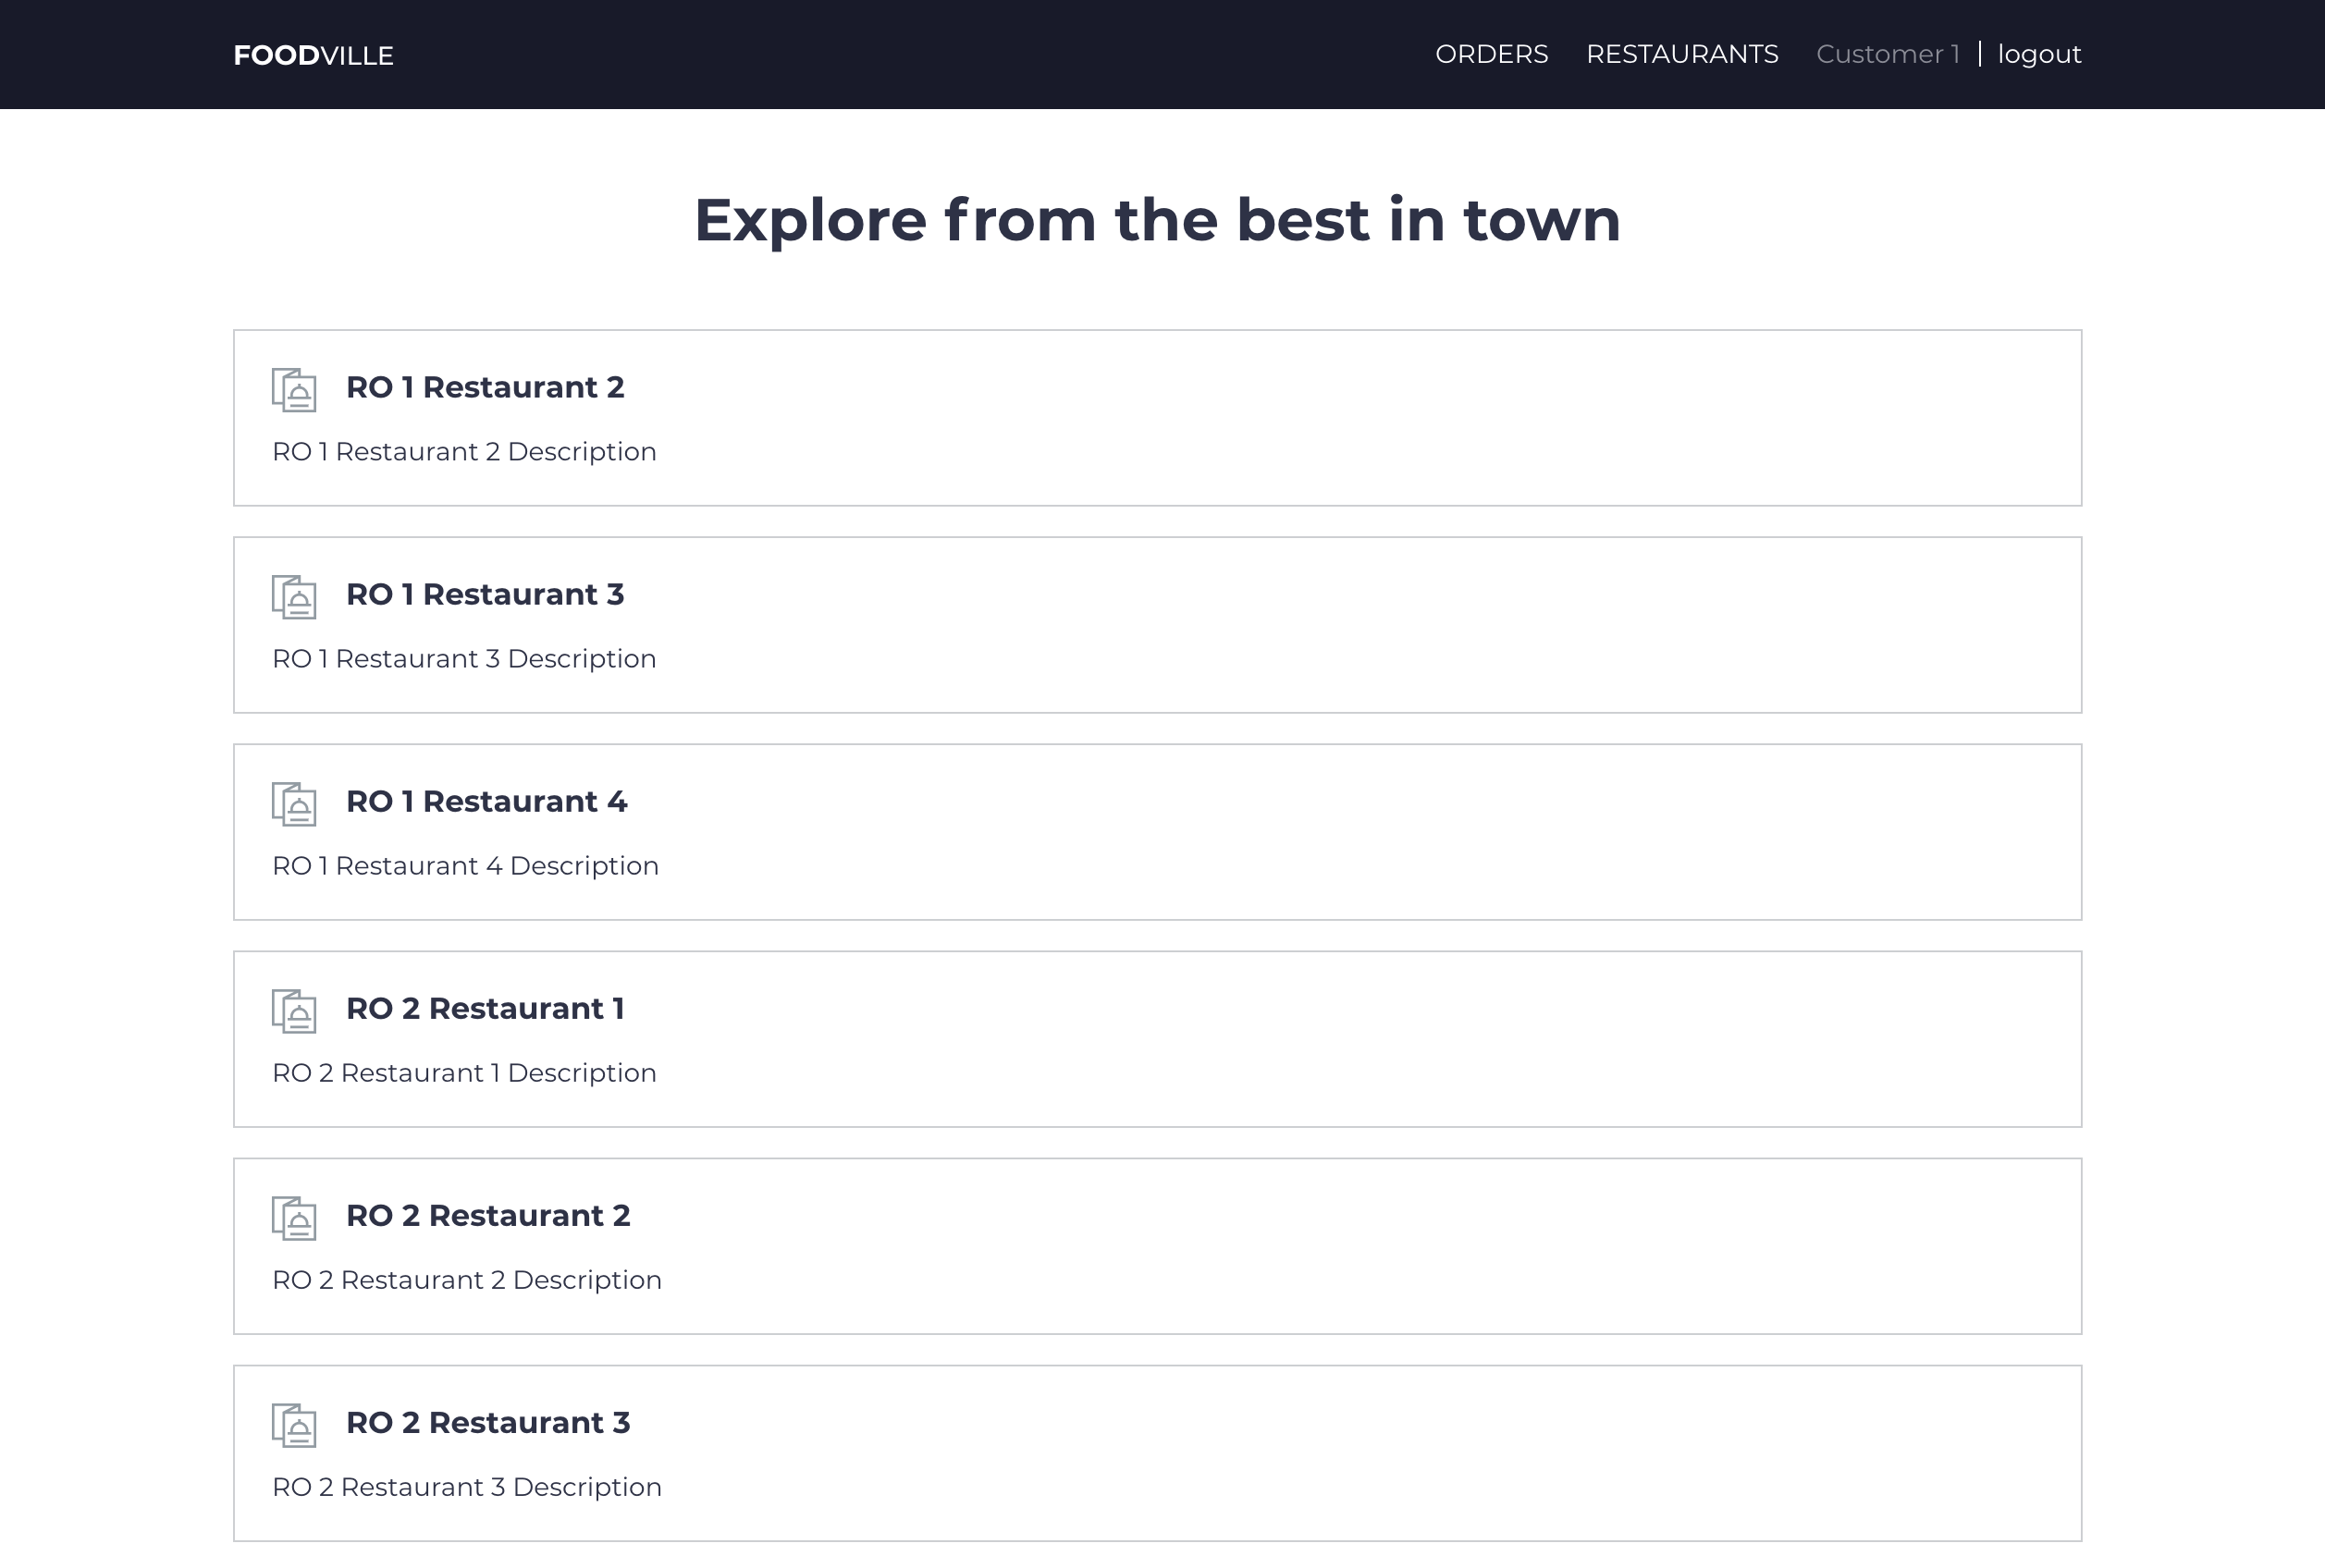 FOODVILLE
ORDERS RESTAURANTS Customer 1 | logout
Explore from the best in town
RO 1 Restaurant 2
RO 1 Restaurant 2 Description
RO 1 Restaurant 3
RO 1 Restaurant 3 Description
RO 1 Restaurant 4
RO 1 Restaurant 4 Description
RO 2 Restaurant 1
RO 2 Restaurant 1 Description
RO 2 Restaurant 2
RO 2 Restaurant 2 Description
RO 2 Restaurant 3
RO 2 Restaurant 3 Description